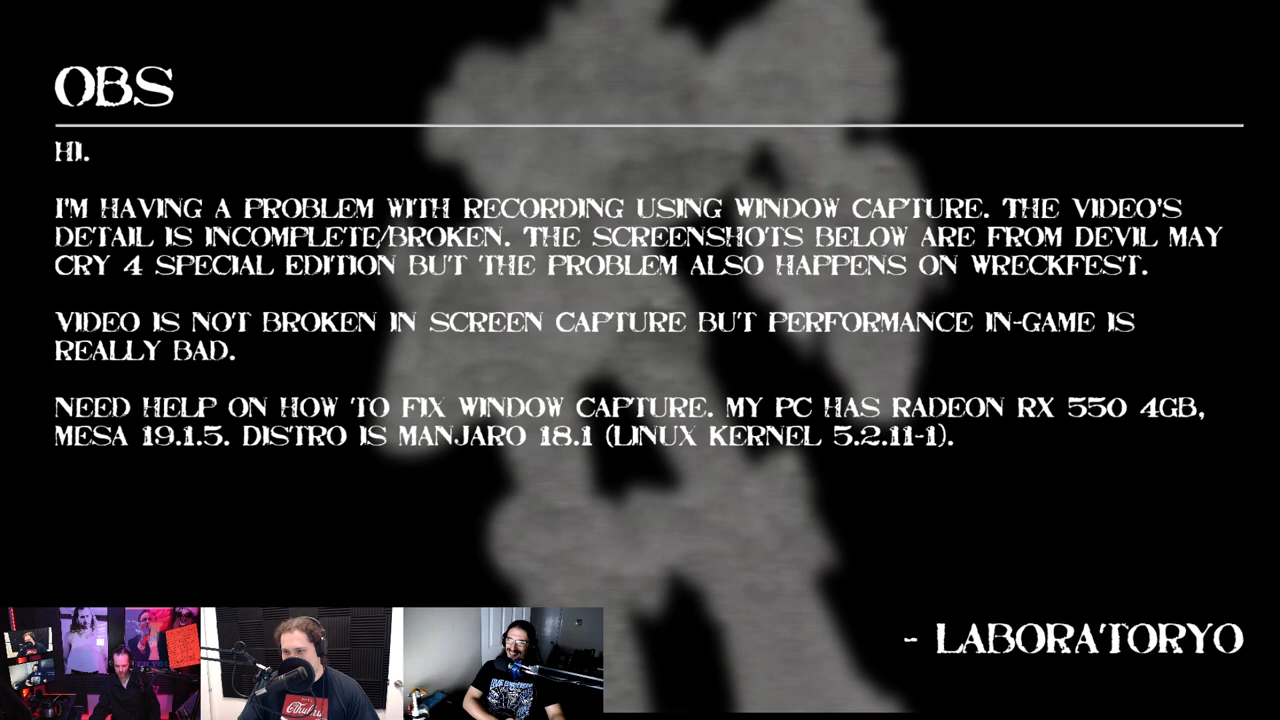 OBS
HI.
I'M HAVING A PROBLEM WITH RECORDING USING WINDOW CAPTURE. THE VIDEO'S
DETAIL IS INCOMPLETE/BROKEN. THE SCREENSHOTS BELOW ARE FROM DEVIL MAY
CRY 4 SPECIAL EDITION BUT THE PROBLEM ALSO HAPPENS ON WRECKFEST.
VIDEO IS NOT BROKEN IN SCREEN CAPTURE BUT PERFORMANCE IN-GAME IS
REALLY BAD.
NEED HELP ON HOW TO FIX WINDOW CAPTURE. MY PC HAS RADEON RX 550 4GB,
MESA 19.1.5. DISTRO IS MANJARO 18.1 (LINUX KERNEL 5.2.11-1).
- LABORATORYO
Cthulhu